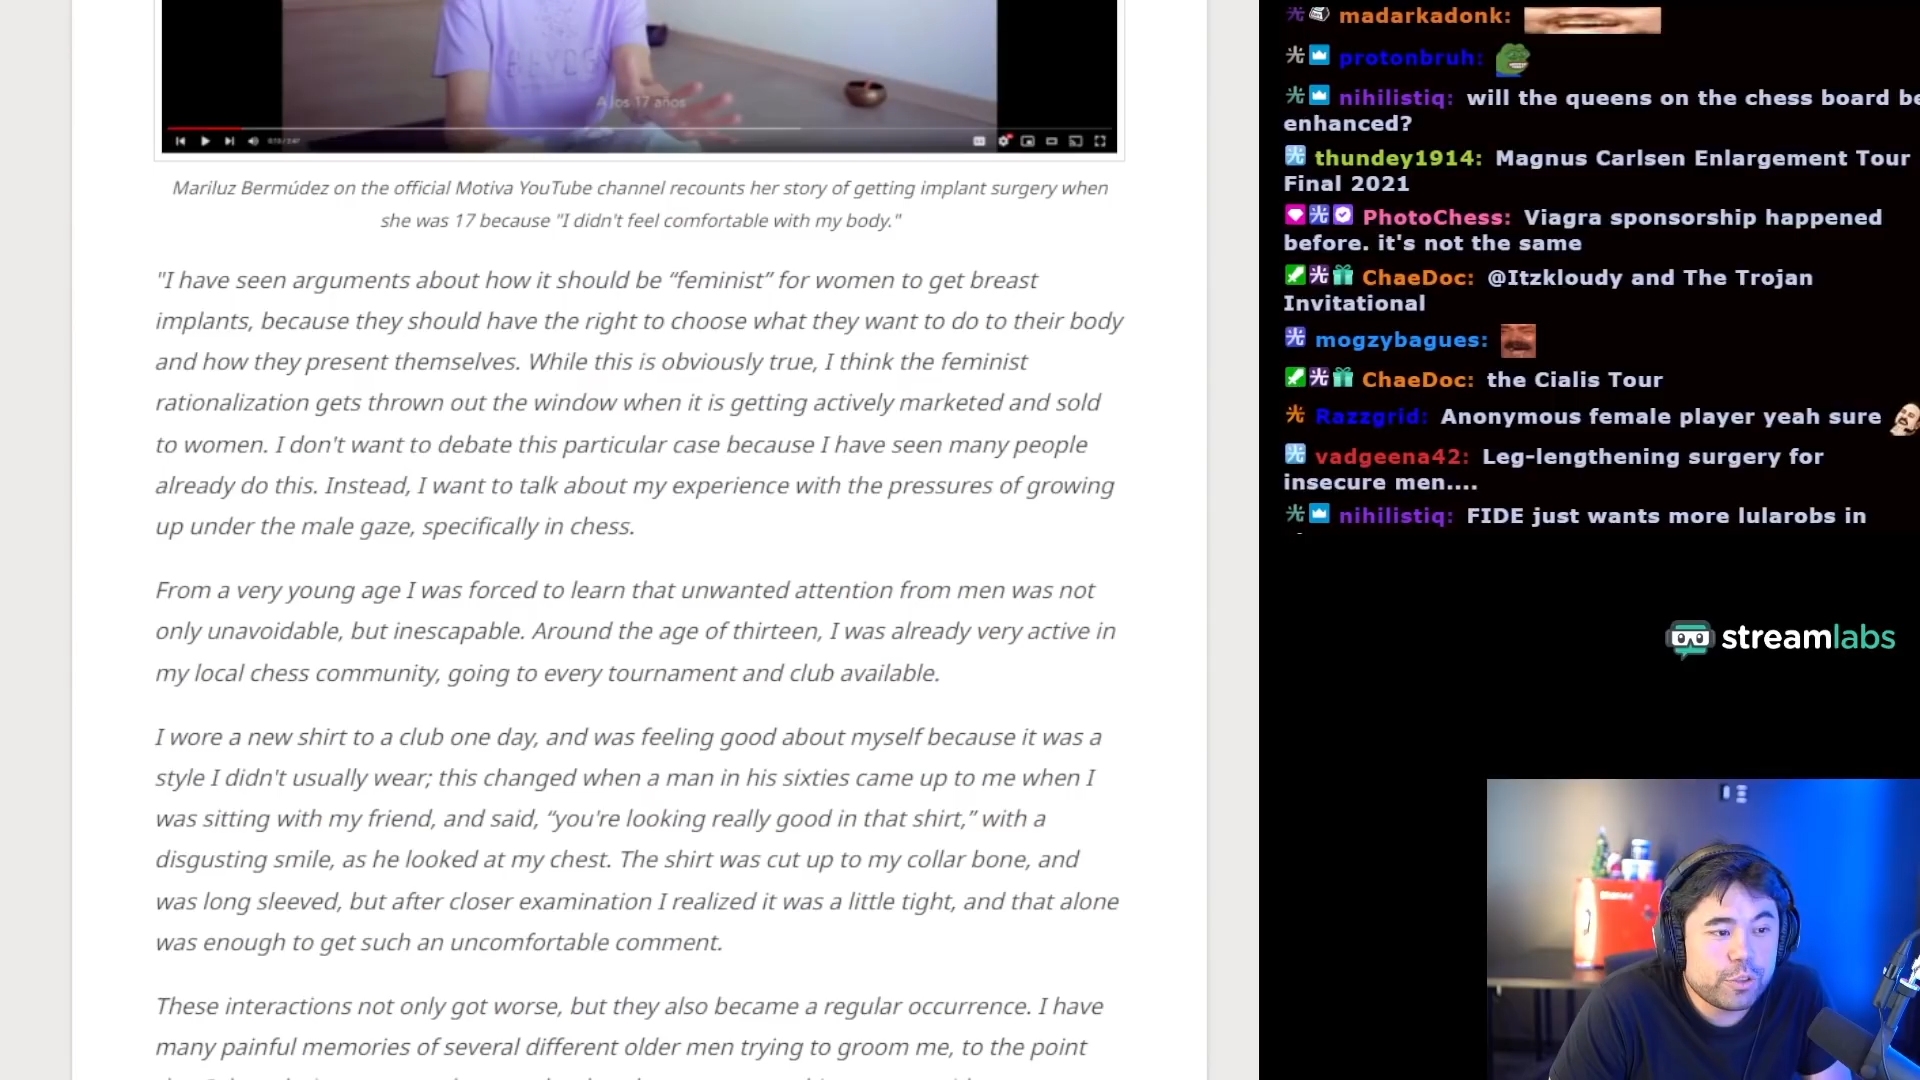 BEYON
A los 17 años
Mariluz Bermúdez on the official Motiva YouTube channel recounts her story of getting implant surgery when
she was 17 because "I didn't feel comfortable with my body."
"I have seen arguments about how it should be “feminist” for women to get breast
implants, because they should have the right to choose what they want to do to their body
and how they present themselves. While this is obviously true, I think the feminist
rationalization gets thrown out the window when it is getting actively marketed and sold
to women. I don't want to debate this particular case because I have seen many people
already do this. Instead, I want to talk about my experience with the pressures of growing
up under the male gaze, specifically in chess.
From a very young age I was forced to learn that unwanted attention from men was not
only unavoidable, but inescapable. Around the age of thirteen, I was already very active in
my local chess community, going to every tournament and club available.
I wore a new shirt to a club one day, and was feeling good about myself because it was a
style I didn't usually wear; this changed when a man in his sixties came up to me when I
was sitting with my friend, and said, “you're looking really good in that shirt,” with a
disgusting smile, as he looked at my chest. The shirt was cut up to my collar bone, and
was long sleeved, but after closer examination I realized it was a little tight, and that alone
was enough to get such an uncomfortable comment.
These interactions not only got worse, but they also became a regular occurrence. I have
many painful memories of several different older men trying to groom me, to the point
madarkadonk:
protonbruh:
nihilistiq: will the queens on the chess board be
enhanced?
thundey1914: Magnus Carlsen Enlargement Tour
Final 2021
PhotoChess: Viagra sponsorship happened
before. it's not the same
ChaeDoc: @Itzkloudy and The Trojan
Invitational
mogzybagues:
ChaeDoc: the Cialis Tour
Razzgrid: Anonymous female player yeah sure
vadgeena42: Leg-lengthening surgery for
insecure men....
nihilistiq: FIDE just wants more lularobs in
streamlabs